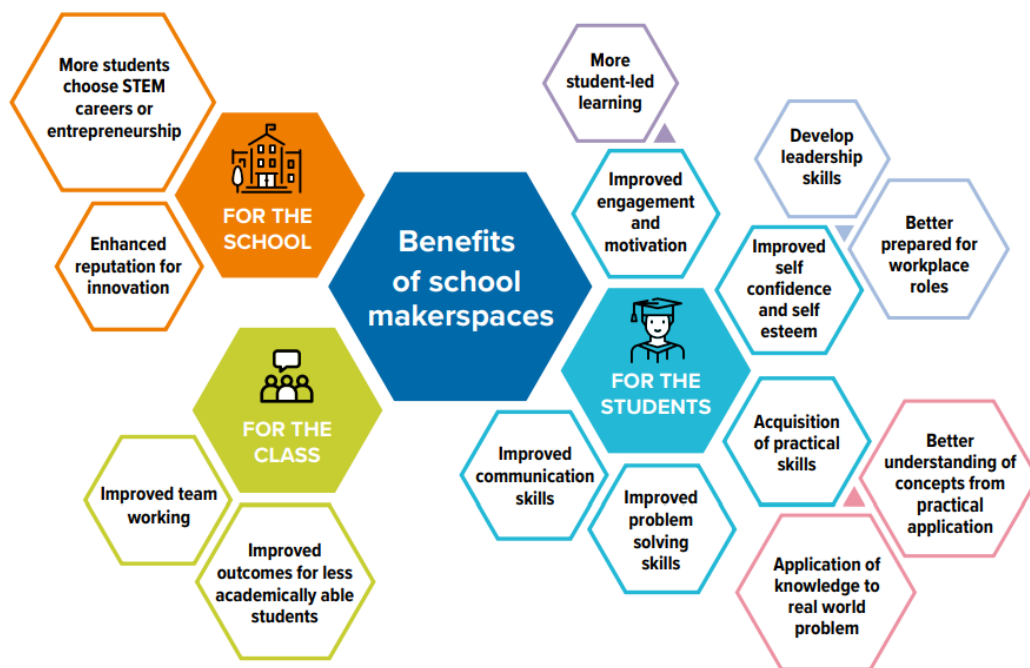 More students
choose STEM
careers or
entrepreneurship
FOR THE
SCHOOL
Enhanced
reputation for
innovation
Benefits
of school
makerspaces
FOR THE
CLASS
Improved team
working
Improved
outcomes for less
academically able
students
More
student-led
learning
Improved
engagement
and
motivation
Develop
leadership
skills
Better
prepared for
workplace
roles
Improved
self
confidence
and self
esteem
FOR THE
STUDENTS
Acquisition
of practical
skills
Better
understanding of
concepts from
practical
application
Improved
communication
skills
Improved
problem
solving
skills
Application of
knowledge to
real world
problem